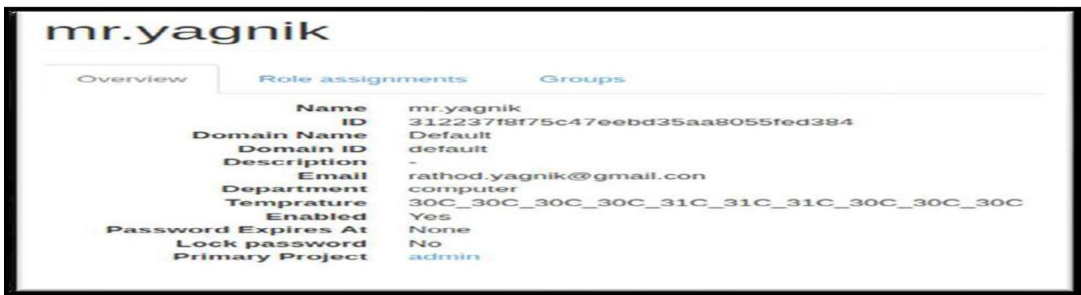 mr.yagnik
Overview Role assignments Groups
Name mr.yagnik
ID 312237f8f75c47eebd35aa8055fed384
Domain Name Default
Domain ID default
Description -
Email rathod.yagnik@gmail.con
Department computer
Temprature 30C_30C_30C_30C_31C_31C_31C_30C_30C_30C
Enabled Yes
Password Expires At None
Lock password No
Primary Project admin